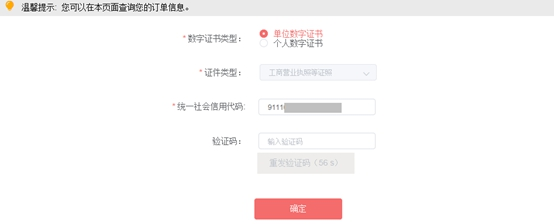 温馨提示: 您可以在本页面查询您的订单信息。
* 数字证书类型: 单位数字证书
个人数字证书
* 证件类型: 工商营业执照等证照
* 统一社会信用代码: 9111
验证码: 输入验证码
重发验证码 (56 s)
确定